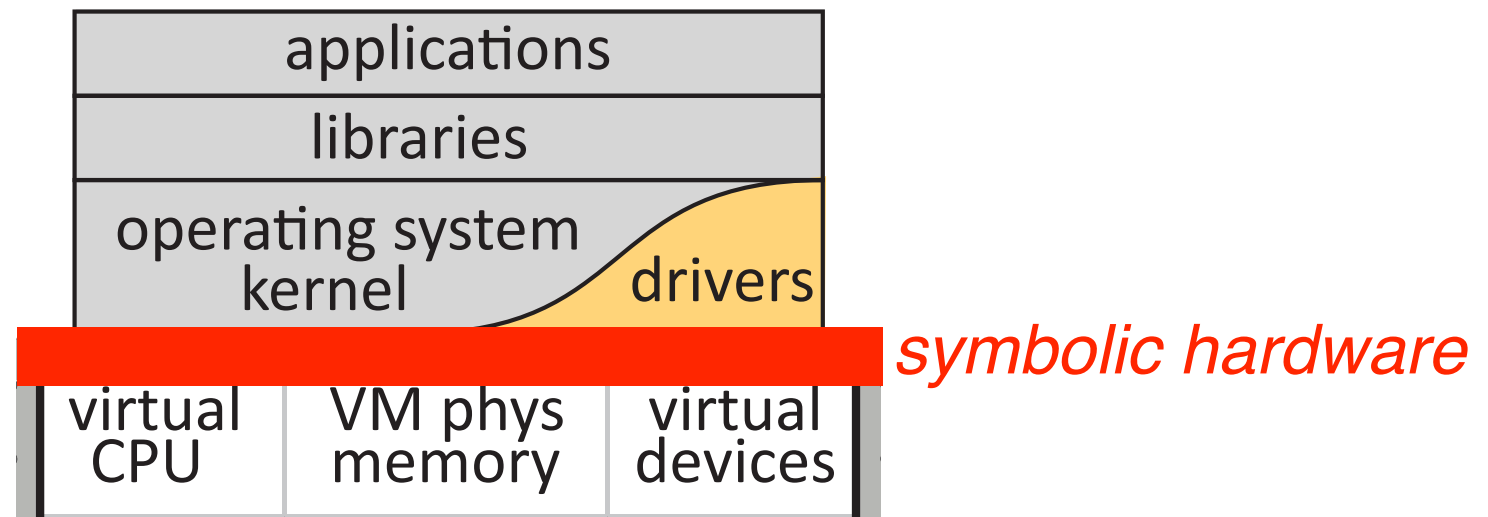 applications
libraries
operating system
kernel
drivers
symbolic hardware
virtual
CPU
VM phys
memory
virtual
devices